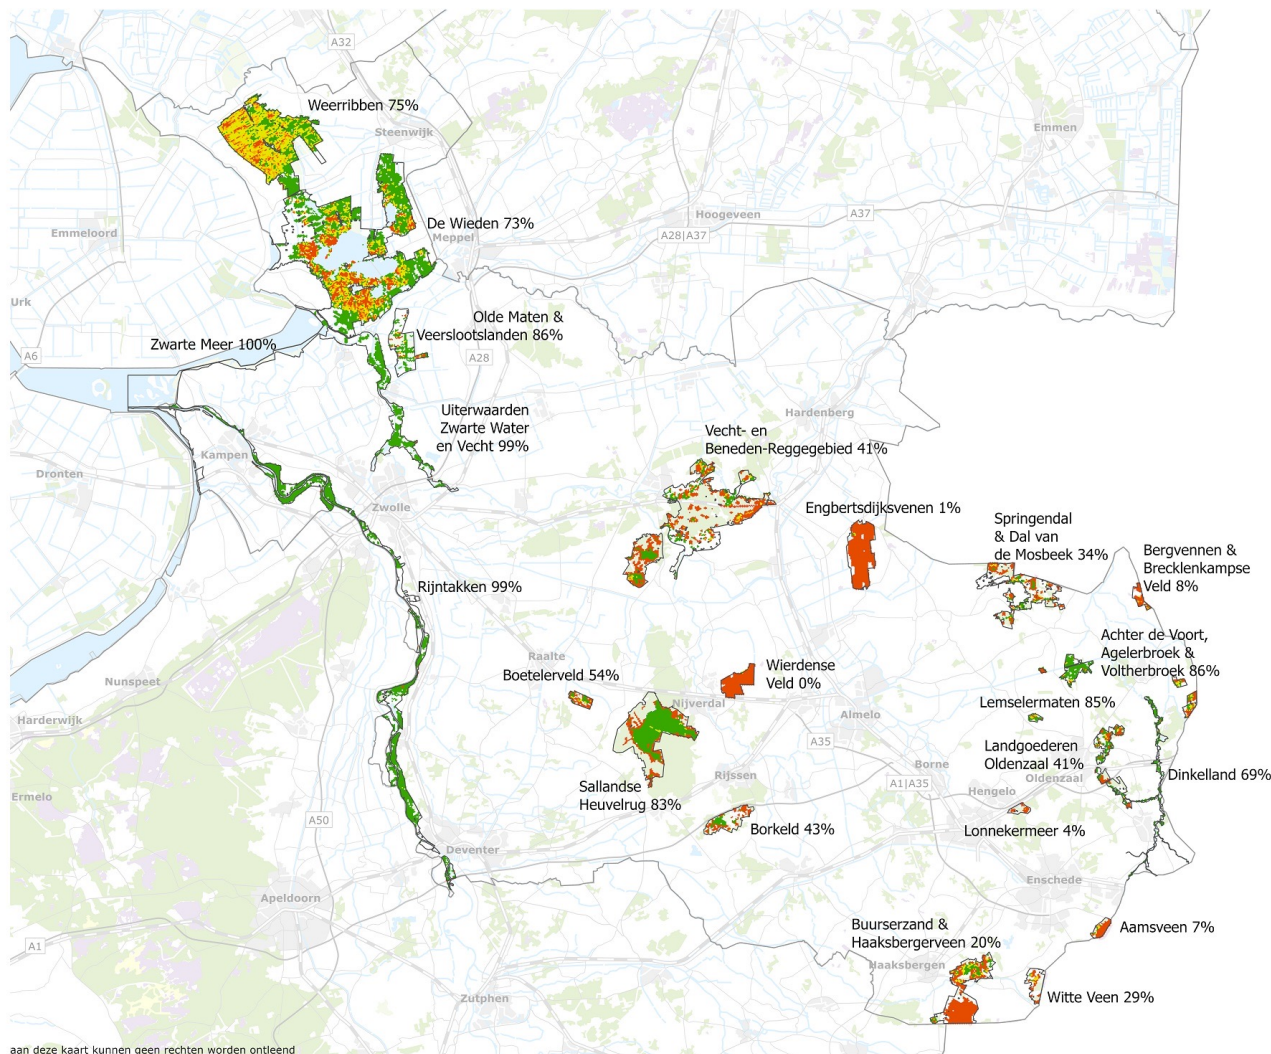 A32
Weerribben 75%
Steenwijk
Emmen
De Wieden 73%
Meppel
Hoogeveen
A37
A28|A37
Emmeloord
Urk
Olde Maten &
Veerslootslanden 86%
Zwarte Meer 100%
A6
A28
Uiterwaarden
Zwarte Water
en Vecht 99%
Hardenberg
Vecht- en
Beneden-Reggegebied 41%
Kampen
Dronten
Zwolle
Engbertsdijksvenen 1%
Springendal
& Dal van
de Mosbeek 34%
Bergvennen &
Brecklenkampse
Veld 8%
Rijntakken 99%
Achter de Voort,
Agelerbroek &
Voltherbroek 86%
Raalte
Boetelerveld 54%
Wierdense
Veld 0%
Nunspeet
Nijverdal
Lemselermaten 85%
Harderwijk
Almelo
A35
Landgoederen
Oldenzaal 41%
Oldenzaal
Borne
Dinkelland 69%
Rijssen
A1|A35
Hengelo
Sallandse
Heuvelrug 83%
Ermelo
A50
Borkeld 43%
Lonnekermeer 4%
Deventer
Enschede
Apeldoorn
Aamsveen 7%
Buurserzand &
Haaksbergerveen 20%
A1
Haaksbergen
Zutphen
Witte Veen 29%
aan deze kaart kunnen geen rechten worden ontleend